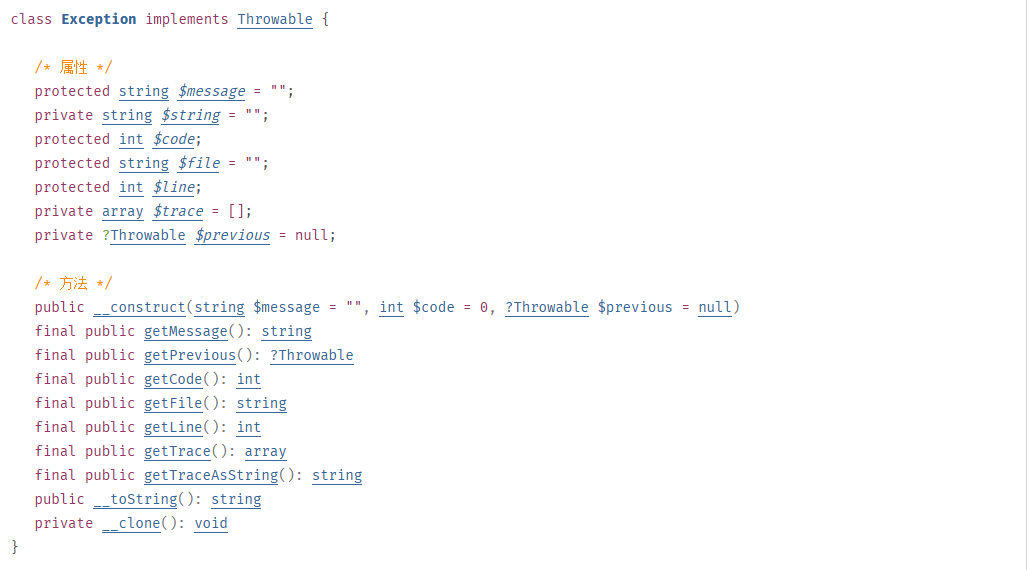 class Exception implements Throwable {
/* 属性 */
protected string $message = "";
private string $string = "";
protected int $code;
protected string $file = "";
protected int $line;
private array $trace = [];
private ?Throwable $previous = null;
/* 方法 */
public __construct(string $message = "", int $code = 0, ?Throwable $previous = null)
final public getMessage(): string
final public getPrevious(): ?Throwable
final public getCode(): int
final public getFile(): string
final public getLine(): int
final public getTrace(): array
final public getTraceAsString(): string
public __toString(): string
private __clone(): void
}